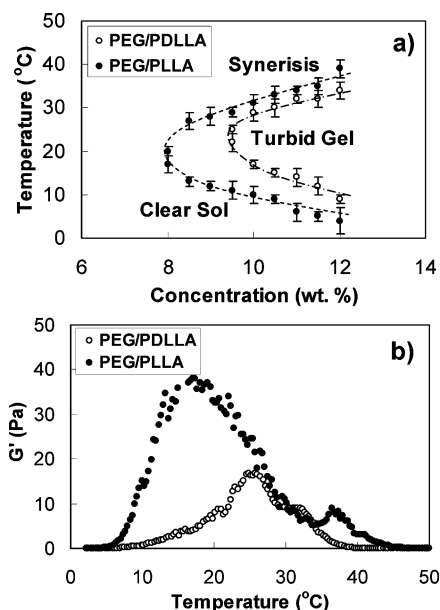 a)
PEG/PDLLA
PEG/PLLA
Synerisis
Turbid Gel
Clear Sol
Temperature (°C)
50
40
30
20
10
0
6 8 10 12 14
Concentration (wt. %)
b)
PEG/PDLLA
PEG/PLLA
G' (Pa)
50
40
30
20
10
0
0 10 20 30 40 50
Temperature (°C)